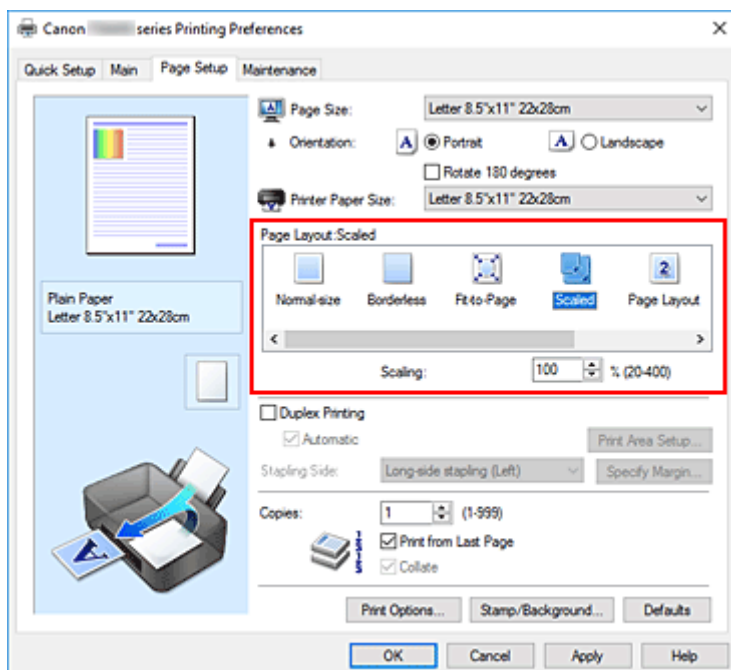 Canon series Printing Preferences
Quick Setup Main Page Setup Maintenance
Page Size: Letter 8.5"x11" 22x28cm
Orientation: A Portrait A Landscape
Rotate 180 degrees
Printer Paper Size: Letter 8.5"x11" 22x28cm
Page Layout:Scaled
2
Normal-size Borderless Fit-to-Page Scaled Page Layout
Plain Paper
Letter 8.5"x11" 22x28cm
Scaling: 100 % (20-400)
Duplex Printing
Automatic Print Area Setup...
Stapling Side: Long-side stapling (Left) Specify Margin...
Copies: 1 (1-999)
Print from Last Page
Collate
A
Print Options... Stamp/Background... Defaults
OK Cancel Apply Help